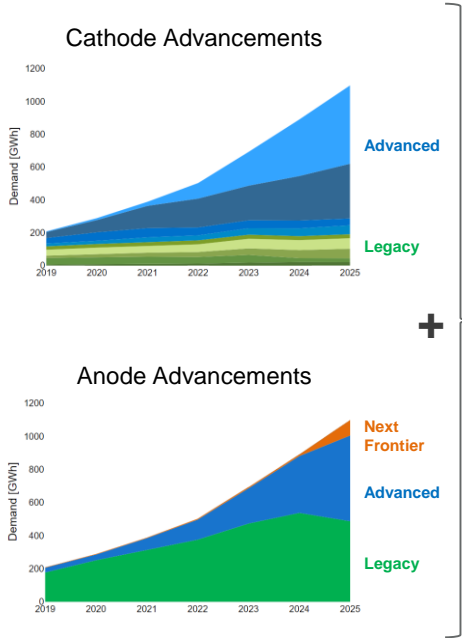 Cathode Advancements
1200
1000
800
600
400
200
0
Demand [GWh]
2019 2020 2021 2022 2023 2024 2025
Advanced
Legacy
+
Anode Advancements
1200
1000
800
600
400
200
0
Demand [GWh]
2019 2020 2021 2022 2023 2024 2025
Next
Frontier
Advanced
Legacy